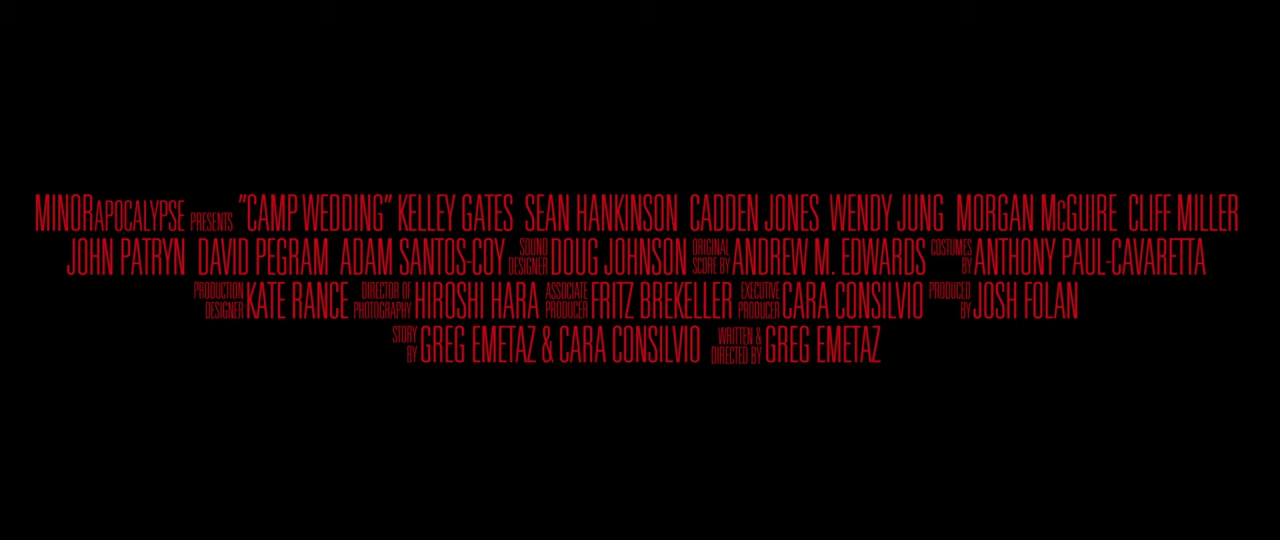 MINORAPOCALYPSE PRESENTS "CAMP WEDDING" KELLEY GATES SEAN HANKINSON CADDEN JONES WENDY JUNG MORGAN McGUIRE CLIFF MILLER
JOHN PATRYN DAVID PEGRAM ADAM SANTOS-COY SOUND DESIGNER DOUG JOHNSON ORIGINAL SCORE BY ANDREW M. EDWARDS COSTUMES BY ANTHONY PAUL-CAVARETTA
PRODUCTION DESIGNER KATE RANCE DIRECTOR OF PHOTOGRAPHY HIROSHI HARA ASSOCIATE PRODUCER FRITZ BREKELLER EXECUTIVE PRODUCER CARA CONSILVIO PRODUCED BY JOSH FOLAN
STORY BY GREG EMETAZ & CARA CONSILVIO WRITTEN & DIRECTED BY GREG EMETAZ